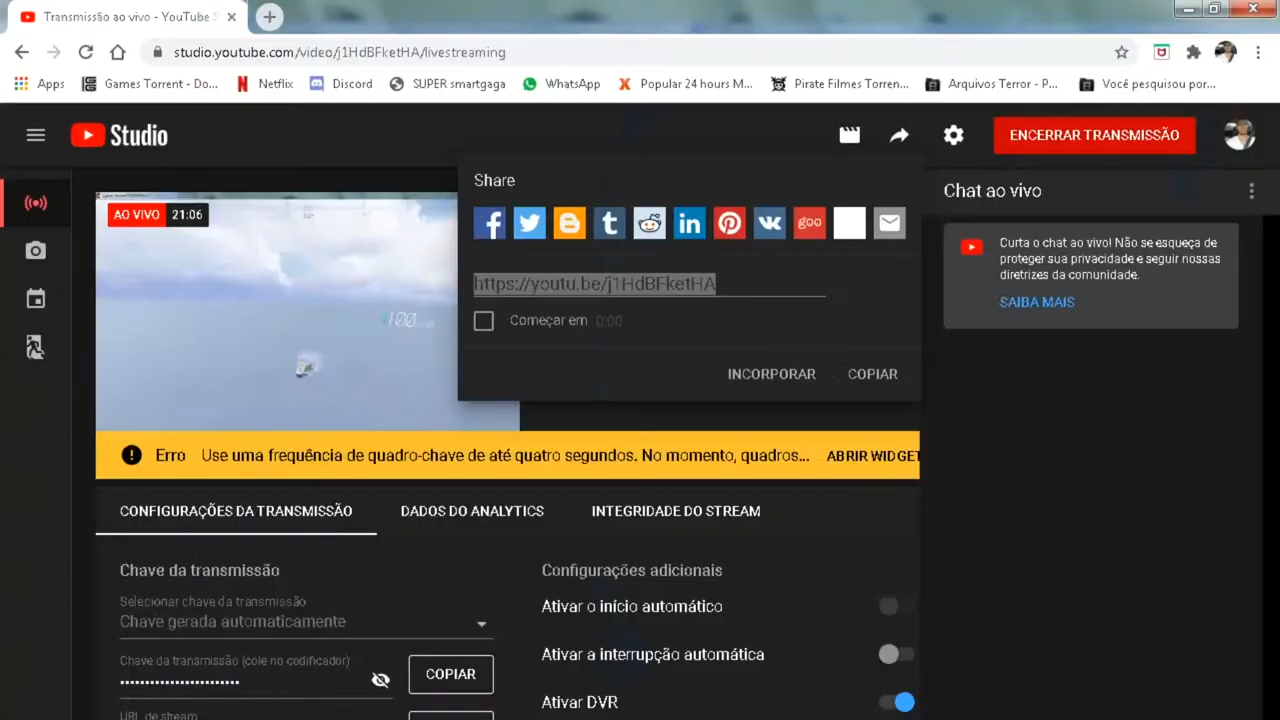 Transmissão ao vivo - YouTube S
studio.youtube.com/video/j1HdBFketHA/livestreaming
Apps
Games Torrent - Do...
Netflix
Discord
SUPER smartgaga
WhatsApp
Popular 24 hours M...
Pirate Filmes Torren...
Arquivos Terror - P...
Você pesquisou por...
Studio
ENCERRAR TRANSMISSÃO
AO VIVO 21:06
100
Share
goo
https://youtu.be/j1HdBFketHA
Começar em 0:00
INCORPORAR
COPIAR
Chat ao vivo
Curta o chat ao vivo! Não se esqueça de
proteger sua privacidade e seguir nossas
diretrizes da comunidade.
SAIBA MAIS
Erro Use uma frequência de quadro-chave de até quatro segundos. No momento, quadros... ABRIR WIDGET
CONFIGURAÇÕES DA TRANSMISSÃO
DADOS DO ANALYTICS
INTEGRIDADE DO STREAM
Chave da transmissão
Selecionar chave da transmissão
Chave gerada automaticamente
Chave da transmissão (cole no codificador)
COPIAR
URL de stream
Configurações adicionais
Ativar o início automático
Ativar a interrupção automática
Ativar DVR